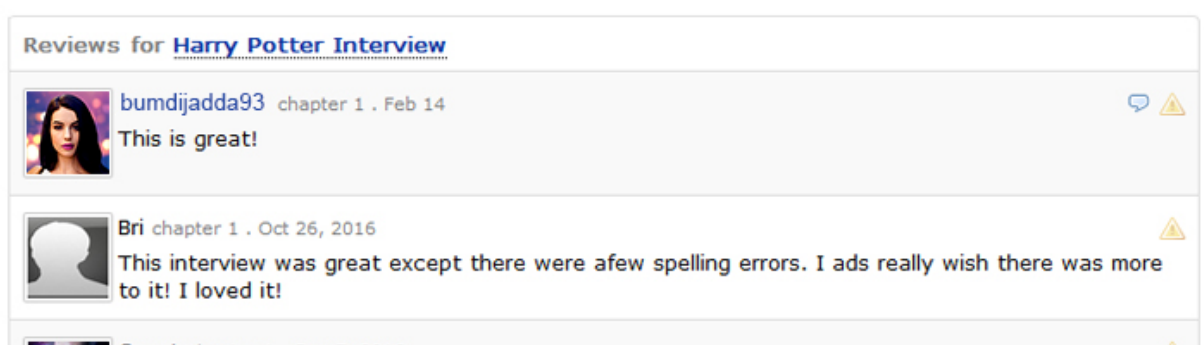 Reviews for Harry Potter Interview
bumdijadda93 chapter 1 . Feb 14
This is great!
Bri chapter 1 . Oct 26, 2016
This interview was great except there were afew spelling errors. I ads really wish there was more
to it! I loved it!